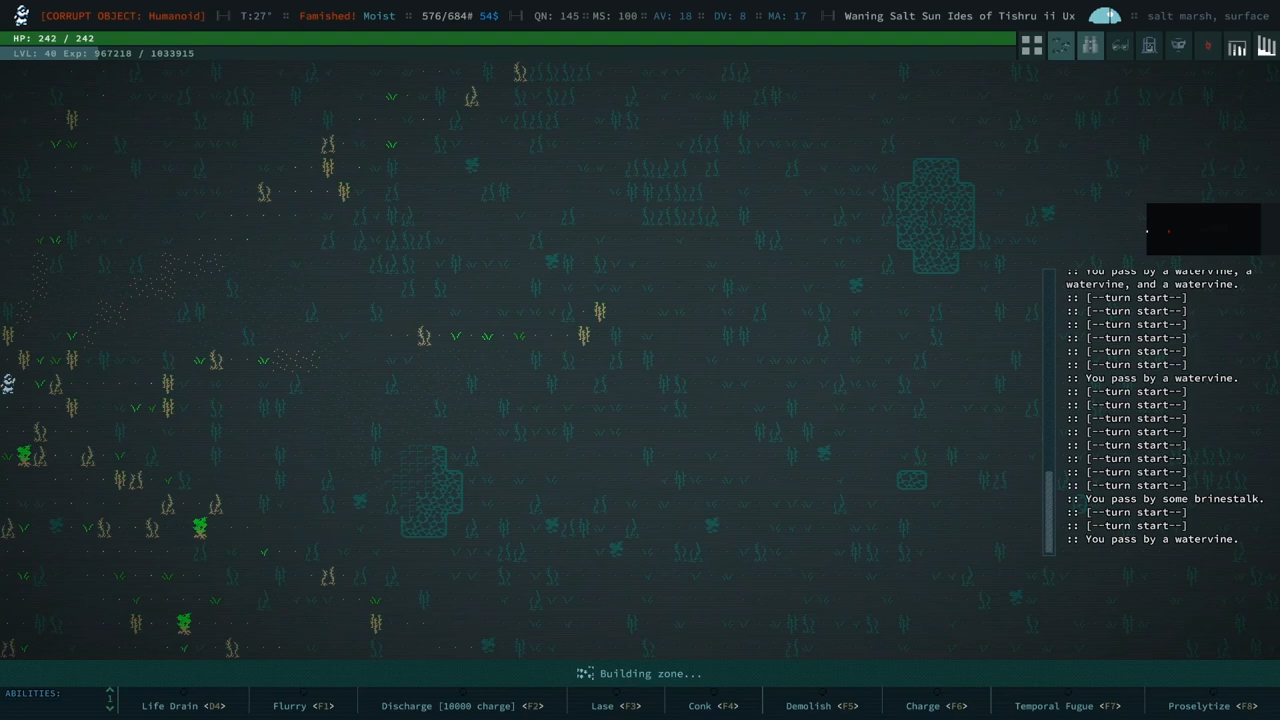 [CORRUPT OBJECT: Humanoid] T:27° :: Famished! Moist :: 576/684# 54$ QN: 145 :: MS: 100 :: AV: 18 :: DV: 8 :: MA: 17 Waning Salt Sun Ides of Tishru ii Ux :: salt marsh, surface
HP: 242 / 242
LVL: 40 Exp: 967218 / 1033915
:: You pass by a watervine, a
watervine, and a watervine.
:: [--turn start--]
:: [--turn start--]
:: [--turn start--]
:: [--turn start--]
:: [--turn start--]
:: [--turn start--]
:: You pass by a watervine.
:: [--turn start--]
:: [--turn start--]
:: [--turn start--]
:: [--turn start--]
:: [--turn start--]
:: [--turn start--]
:: [--turn start--]
:: [--turn start--]
:: You pass by some brinestalk.
:: [--turn start--]
:: [--turn start--]
:: You pass by a watervine.
Building zone...
ABILITIES: 1 Life Drain <D4> Flurry <F1> Discharge [10000 charge] <F2> Lase <F3> Conk <F4> Demolish <F5> Charge <F6> Temporal Fugue <F7> Proselytize <F8>